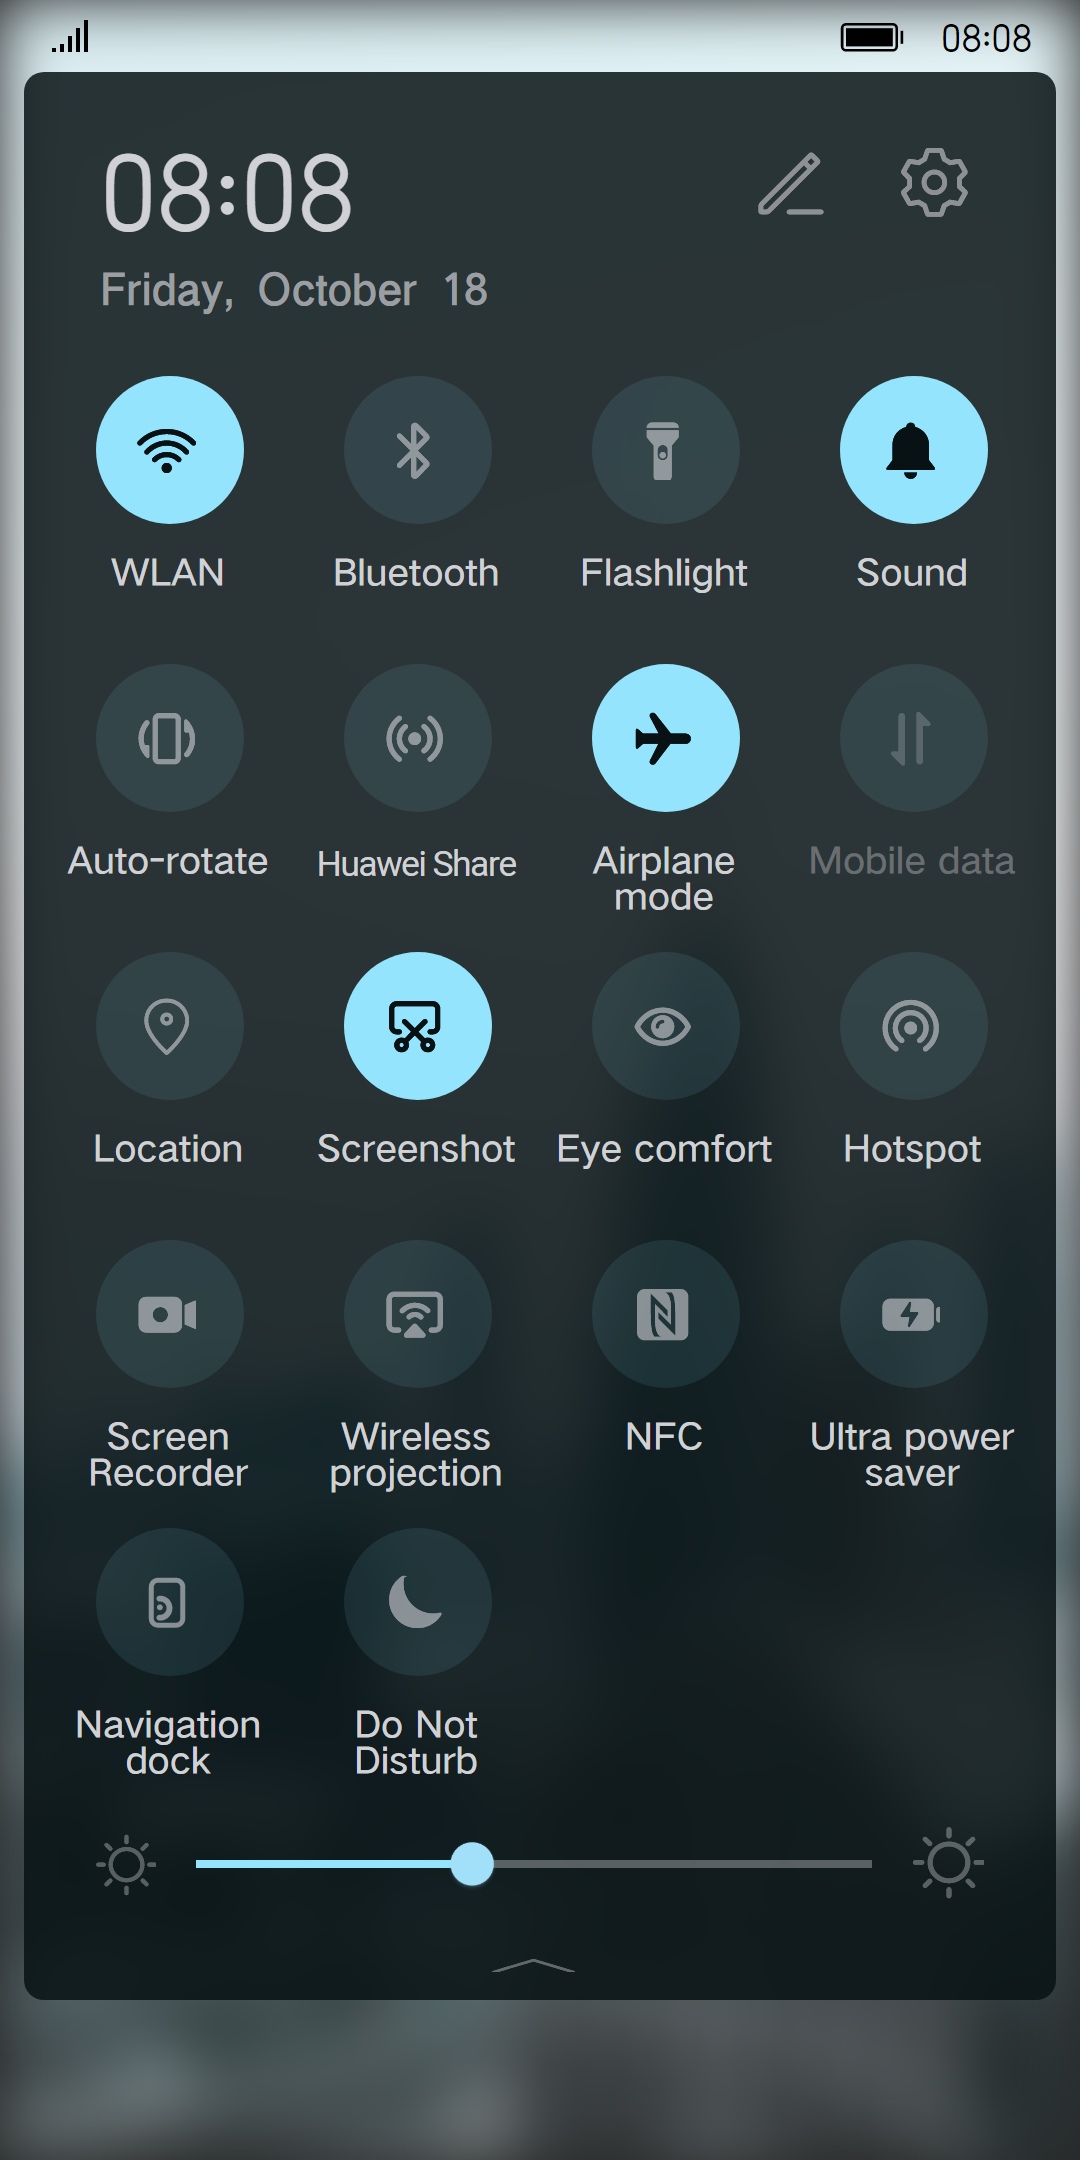 08:08
08:08
Friday, October 18
WLAN
Bluetooth
Flashlight
Sound
Auto-rotate
Huawei Share
Airplane
mode
Mobile data
Location
Screenshot
Eye comfort
Hotspot
Screen
Recorder
Wireless
projection
NFC
Ultra power
saver
Navigation
dock
Do Not
Disturb